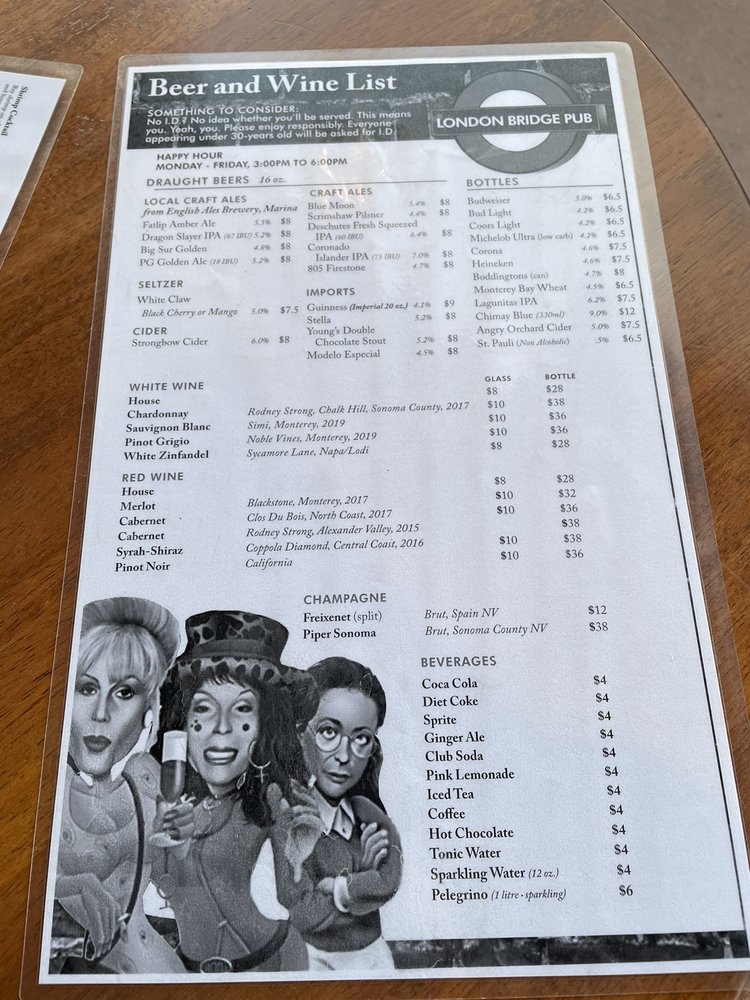 Shrimp Cocktail
Beer and Wine List
SOMETHING TO CONSIDER:
No I.D.? No idea whether you'll be served. This means
you. Yeah, you. Please enjoy responsibly. Everyone
appearing under 30-years old will be asked for I.D.
LONDON BRIDGE PUB
HAPPY HOUR
MONDAY - FRIDAY, 3:00PM TO 6:00PM
DRAUGHT BEERS 16 oz.
LOCAL CRAFT ALES
from English Ales Brewery, Marina
Fatlip Amber Ale 5.5% $8
Dragon Slayer IPA (67 IBU) 5.2% $8
Big Sur Golden 4.8% $8
PG Golden Ale (18 IBU) 5.2% $8
SELTZER
White Claw
Black Cherry or Mango 5.0% $7.5
CIDER
Strongbow Cider 6.0% $8
CRAFT ALES
Blue Moon 5.4% $8
Scrimshaw Pilsner 4.4% $8
Deschutes Fresh Squeezed
IPA (60 IBU) 6.4% $8
Coronado
Islander IPA (75 IBU) 7.0% $8
805 Firestone 4.7% $8
IMPORTS
Guinness (Imperial 20 oz.) 4.1% $9
Stella 5.2% $8
Young's Double
Chocolate Stout 5.2% $8
Modelo Especial 4.5% $8
BOTTLES
Budweiser 5.0% $6.5
Bud Light 4.2% $6.5
Coors Light 4.2% $6.5
Michelob Ultra (low carb) 4.2% $6.5
Corona 4.6% $7.5
Heineken 4.6% $7.5
Boddingtons (can) 4.7% $8
Monterey Bay Wheat 4.5% $6.5
Lagunitas IPA 6.2% $7.5
Chimay Blue (330ml) 9.0% $12
Angry Orchard Cider 5.0% $7.5
St. Pauli (Non Alcoholic) .5% $6.5
WHITE WINE GLASS BOTTLE
House $8 $28
Chardonnay Rodney Strong, Chalk Hill, Sonoma County, 2017 $10 $38
Sauvignon Blanc Simi, Monterey, 2019 $10 $36
Pinot Grigio Noble Vines, Monterey, 2019 $10 $36
White Zinfandel Sycamore Lane, Napa/Lodi $8 $28
RED WINE
House $8 $28
Merlot Blackstone, Monterey, 2017 $10 $32
Cabernet Clos Du Bois, North Coast, 2017 $10 $36
Cabernet Rodney Strong, Alexander Valley, 2015 $38
Syrah-Shiraz Coppola Diamond, Central Coast, 2016 $10 $38
Pinot Noir California $10 $36
CHAMPAGNE
Freixenet (split) Brut, Spain NV $12
Piper Sonoma Brut, Sonoma County NV $38
BEVERAGES
Coca Cola $4
Diet Coke $4
Sprite $4
Ginger Ale $4
Club Soda $4
Pink Lemonade $4
Iced Tea $4
Coffee $4
Hot Chocolate $4
Tonic Water $4
Sparkling Water (12 oz.) $4
Pelegrino (1 litre - sparkling) $6